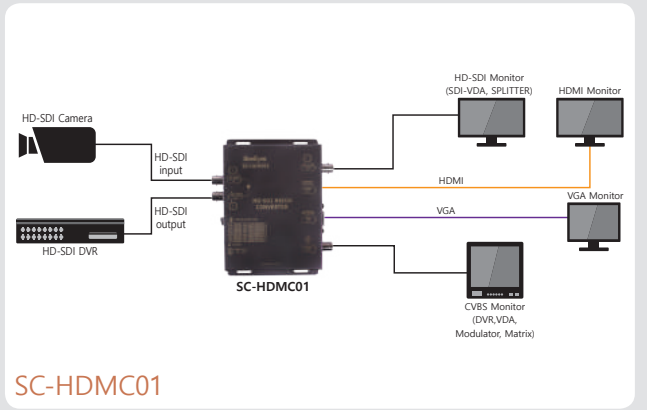 HD-SDI Camera
HD-SDI
input
HD-SDI
output
HD-SDI DVR
SC-HDMC01
HD-SDI Monitor
(SDI-VDA, SPLITTER)
HDMI Monitor
HDMI
VGA Monitor
VGA
CVBS Monitor
(DVR,VDA,
Modulator, Matrix)
SC-HDMC01